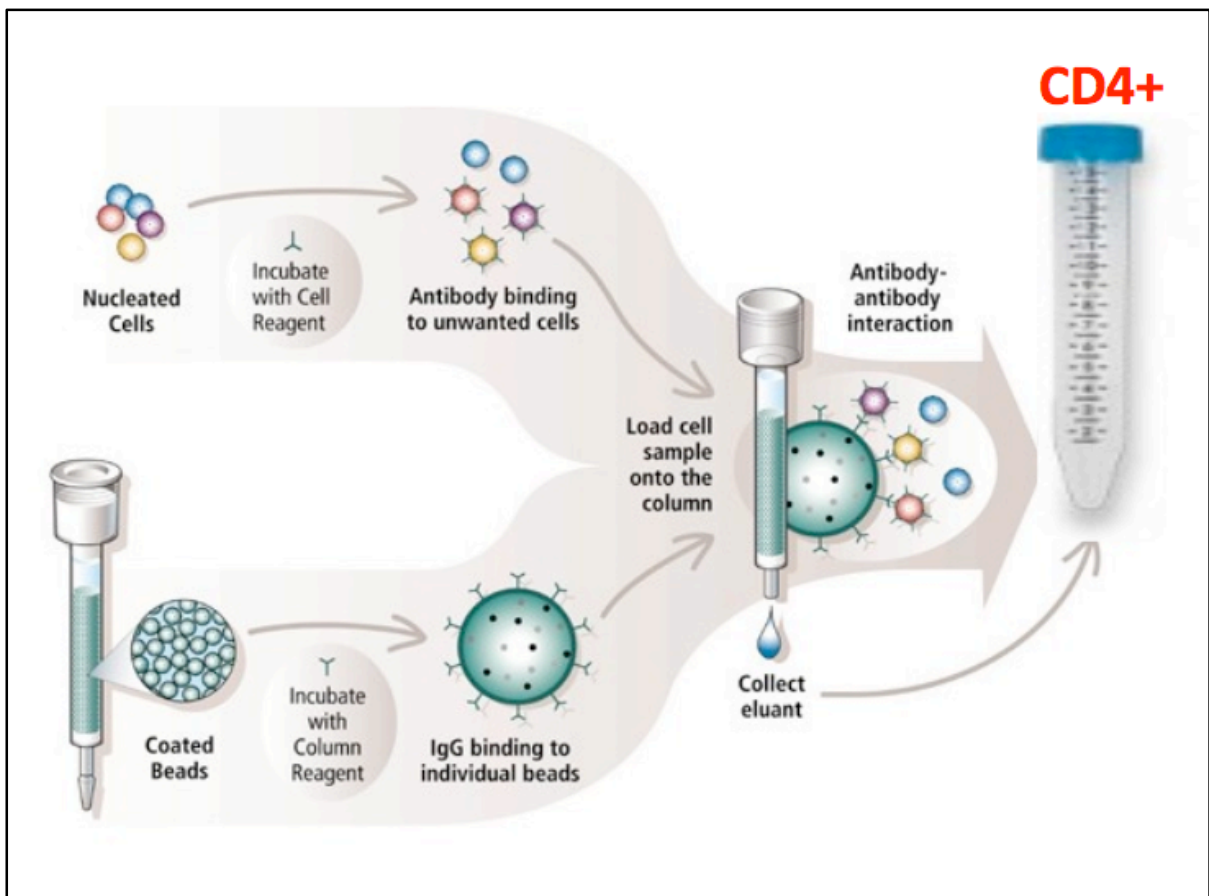 CD4+
Nucleated
Cells
Incubate
with Cell
Reagent
Antibody binding
to unwanted cells
Antibody-
antibody
interaction
Load cell
sample
onto the
column
Coated
Beads
Incubate
with
Column
Reagent
IgG binding to
individual beads
Collect
eluant